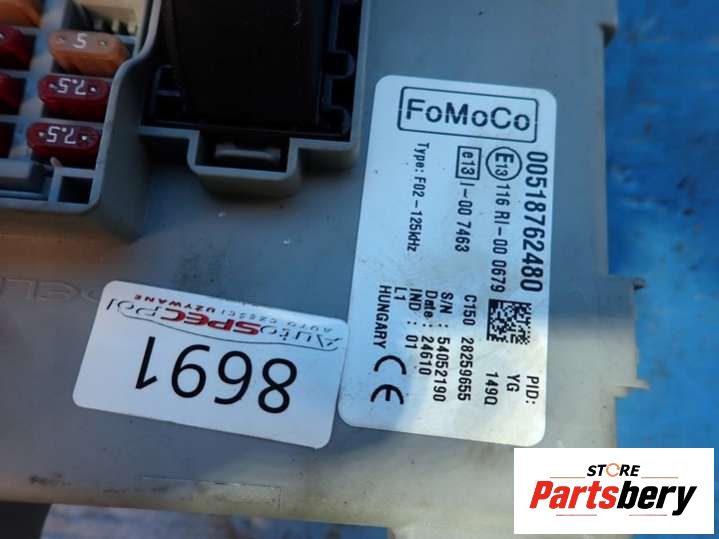 FoMoCo
00518762480
E13 116 RI-00 0679
e13 I-00 7463
Type: F02-125kHz
PID:
YG
149Q
CT50 28259655
S/N : 54052190
Date: 24610
IND : 01
L1
HUNGARY CE
AutoSPECpol
AUTO CZĘŚCI UŻYWANE
8691
5
7.5
7.5
STORE
Partsbery